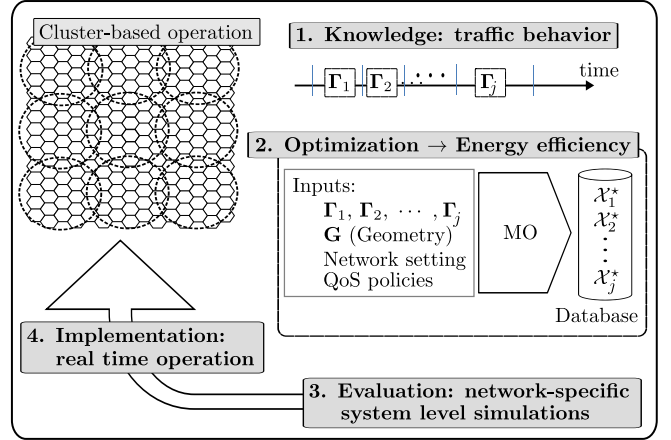 Cluster-based operation
1. Knowledge: traffic behavior
time
Γ1 Γ2 ... Γj
2. Optimization → Energy efficiency
Inputs:
Γ1, Γ2, ⋯ , Γj
G (Geometry)
Network setting
QoS policies
MO
𝒳1⋆
𝒳2⋆
⋮
𝒳j⋆
Database
4. Implementation:
real time operation
3. Evaluation: network-specific
system level simulations